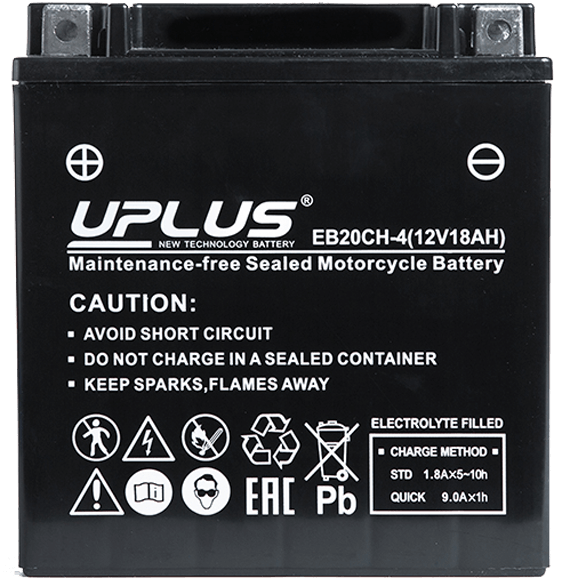 UPLUS®
NEW TECHNOLOGY BATTERY
EB20CH-4(12V18AH)
Maintenance-free Sealed Motorcycle Battery
CAUTION:
▪ AVOID SHORT CIRCUIT
▪ DO NOT CHARGE IN A SEALED CONTAINER
▪ KEEP SPARKS,FLAMES AWAY
ELECTROLYTE FILLED
▪ CHARGE METHOD ▪
STD 1.8A×5~10h
QUICK 9.0A×1h
EAC Pb